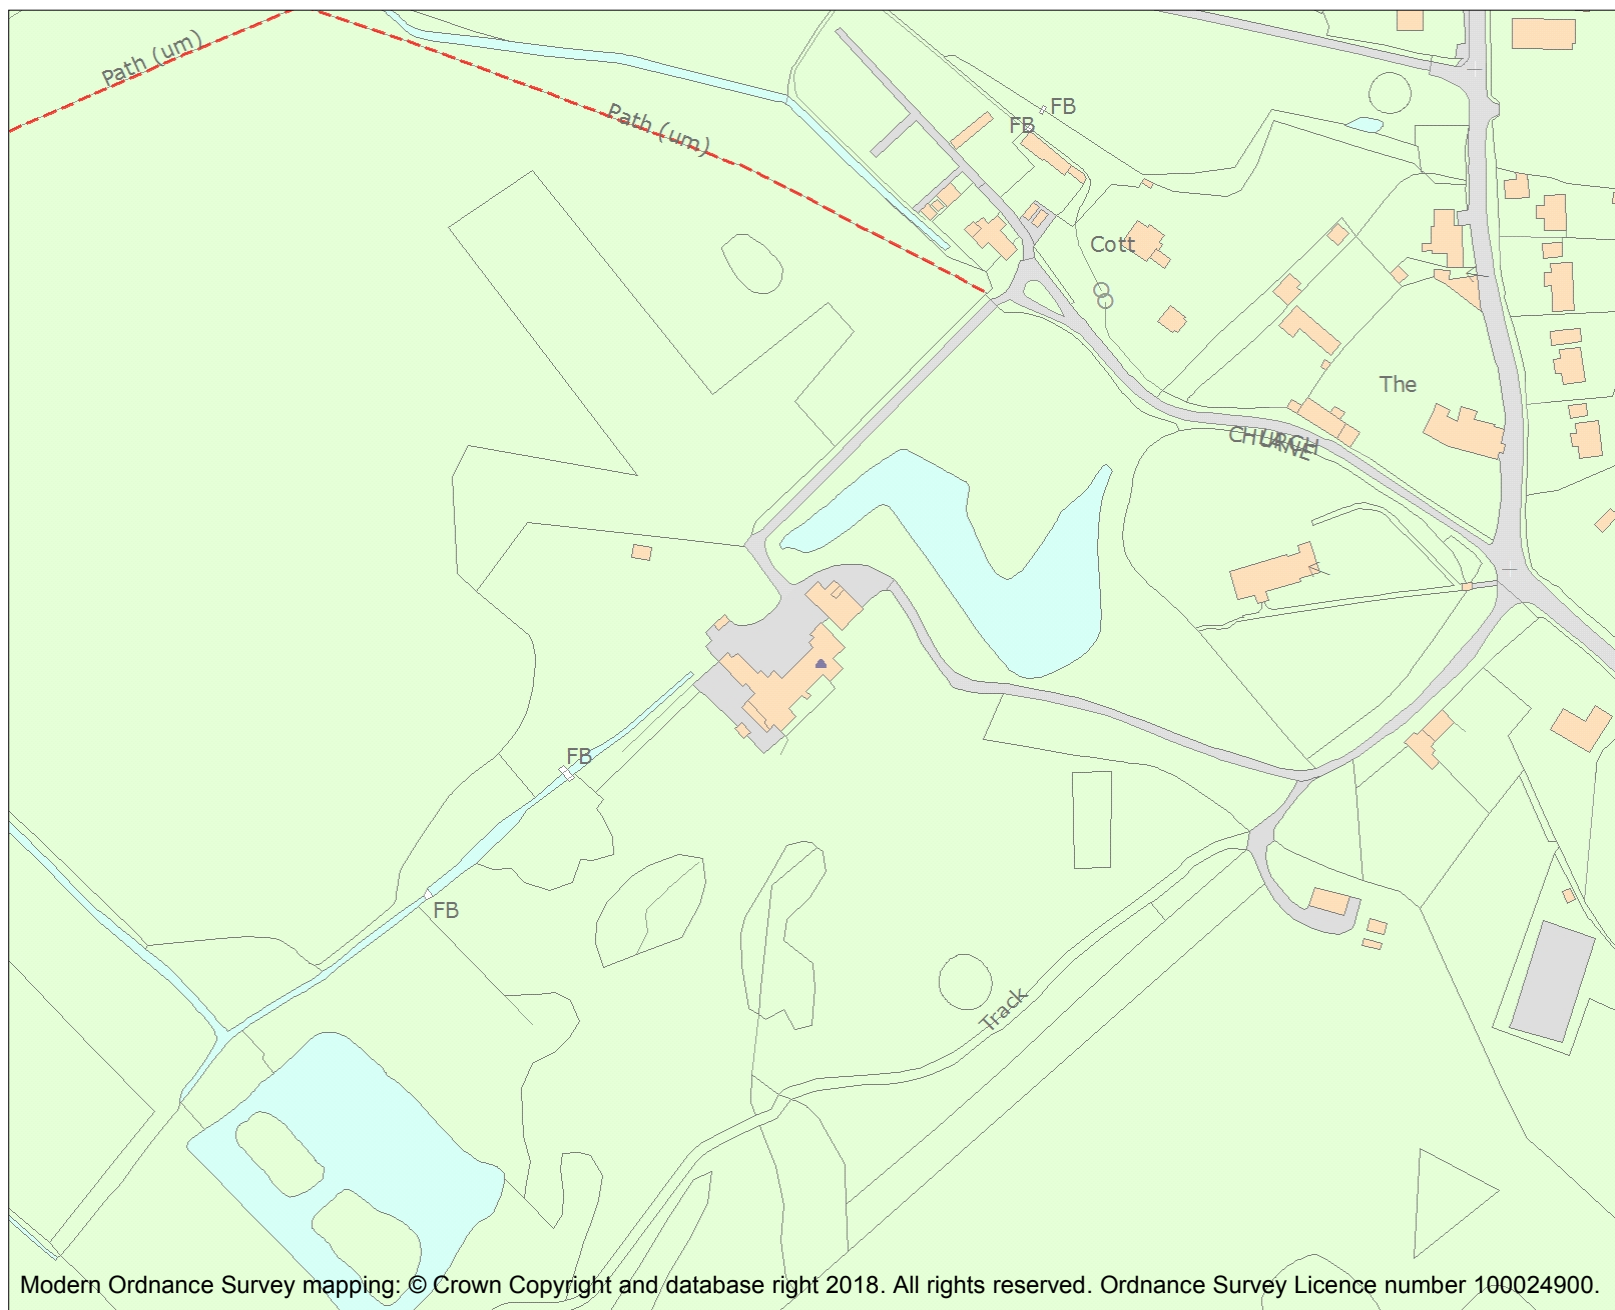 Path (um)
Path (um)
FB
FB
Cott
The
CHURCH
LANE
FB
FB
Track
Modern Ordnance Survey mapping: © Crown Copyright and database right 2018. All rights reserved. Ordnance Survey Licence number 100024900.